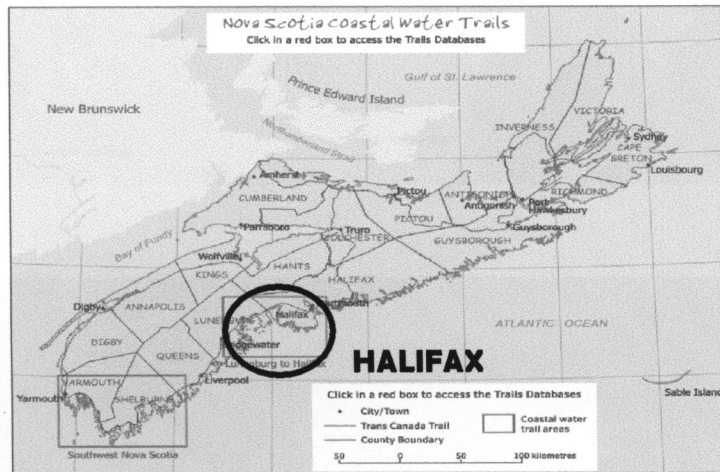 Nova Scotia Coastal Water Trails
Click in a red box to access the Trails Databases
Gulf of St. Lawrence
Prince Edward Island
New Brunswick
Northumberland Strait
VICTORIA
INVERNESS
Sydney
CAPE
BRETON
Louisbourg
Amherst
CUMBERLAND
Pictou
ANTIGONISH
Antigonish
RICHMOND
Port
Hawkesbury
PICTOU
Parrsboro
Truro
COLCHESTER
Guysborough
GUYSBOROUGH
Bay of Fundy
Wolfville
HANTS
KINGS
HALIFAX
Digby
ANNAPOLIS
Dartmouth
Halifax
LUNENBURG
ATLANTIC OCEAN
DIGBY
Bridgewater
QUEENS
Lunenburg to Halifax
HALIFAX
Liverpool
YARMOUTH
Yarmouth
SHELBURNE
Southwest Nova Scotia
Sable Island
Click in a red box to access the Trails Databases
City/Town
Trans Canada Trail
County Boundary
Coastal water
trail areas
50 0 50 100 kilometres